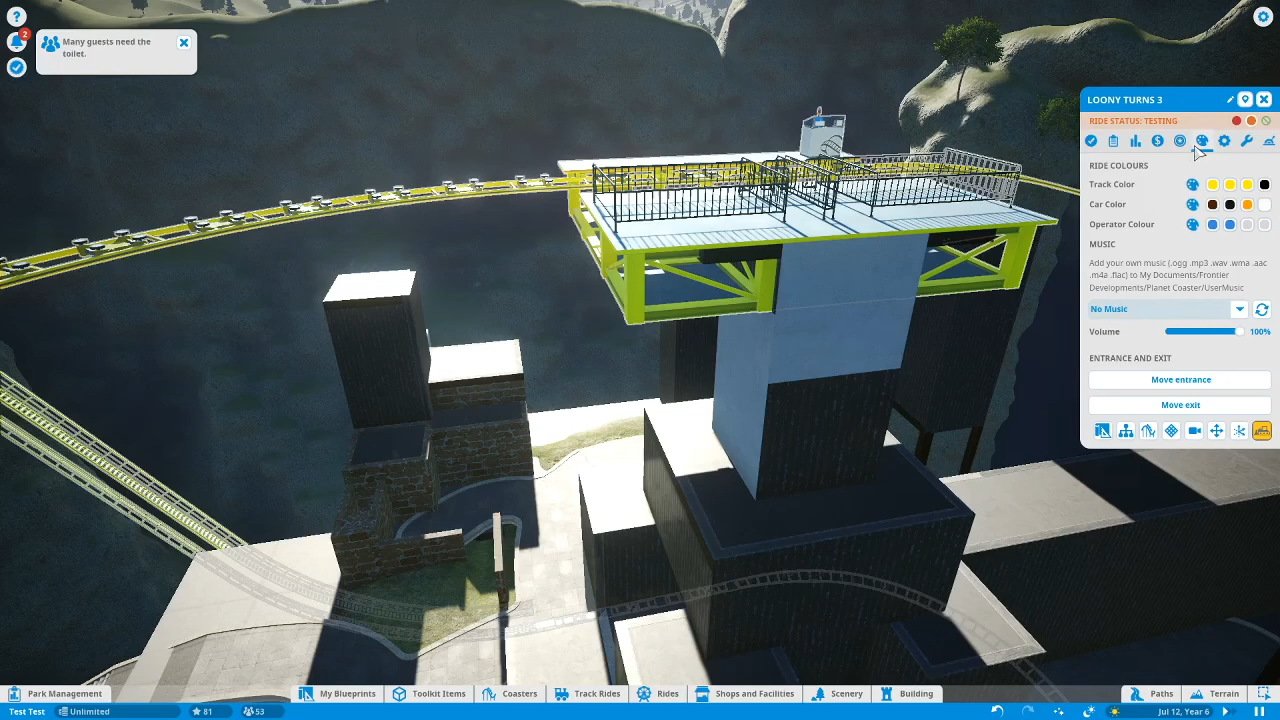 ?
2
Many guests need the
toilet.
LOONY TURNS 3
RIDE STATUS: TESTING
RIDE COLOURS
Track Color
Car Color
Operator Colour
MUSIC
Add your own music (.ogg .mp3 .wav .wma .aac
.m4a .flac) to My Documents/Frontier
Developments/Planet Coaster/UserMusic
No Music
Volume 100%
ENTRANCE AND EXIT
Move entrance
Move exit
Park Management My Blueprints Toolkit Items Coasters Track Rides Rides Shops and Facilities Scenery Building Paths Terrain
Test Test Unlimited 81 53 Jul 12, Year 6